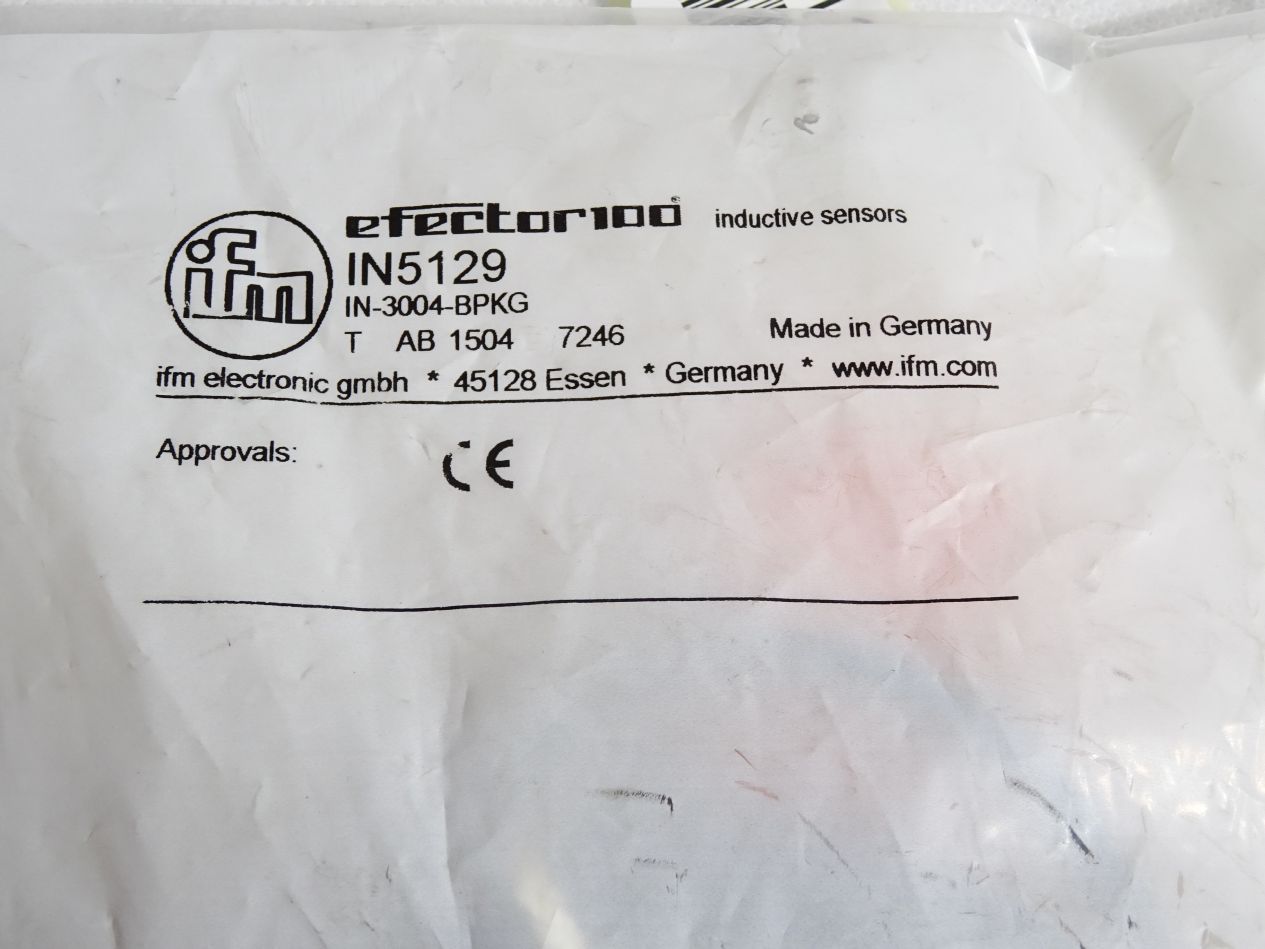 ifm
efector100® inductive sensors
IN5129
IN-3004-BPKG
T AB 1504 7246 Made in Germany
ifm electronic gmbh * 45128 Essen * Germany * www.ifm.com
Approvals: CE